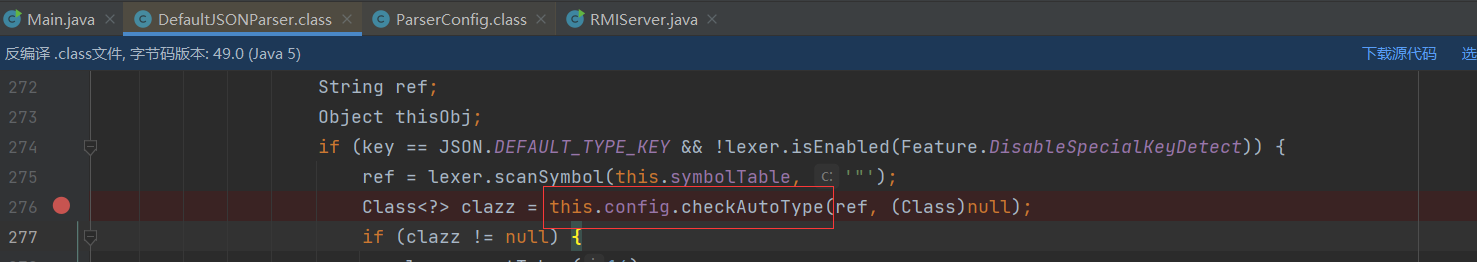 Main.java × DefaultJSONParser.class × ParserConfig.class × RMIServer.java ×
反编译 .class文件, 字节码版本: 49.0 (Java 5) 下载源代码 选
272 String ref;
273 Object thisObj;
274 if (key == JSON.DEFAULT_TYPE_KEY && !lexer.isEnabled(Feature.DisableSpecialKeyDetect)) {
275 ref = lexer.scanSymbol(this.symbolTable, c: '"');
276 Class<?> clazz = this.config.checkAutoType(ref, (Class)null);
277 if (clazz != null) {